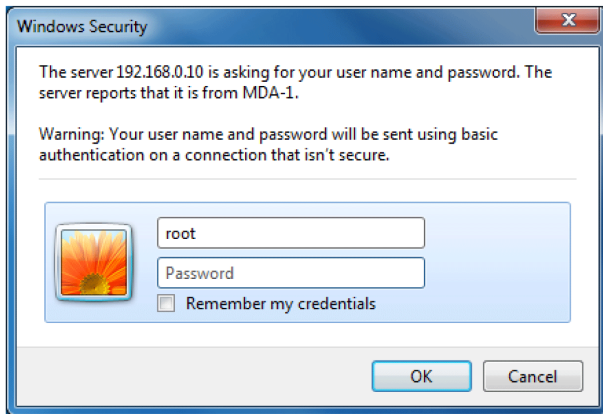 Windows Security
The server 192.168.0.10 is asking for your user name and password. The
server reports that it is from MDA-1.
Warning: Your user name and password will be sent using basic
authentication on a connection that isn't secure.
root
Password
Remember my credentials
OK
Cancel